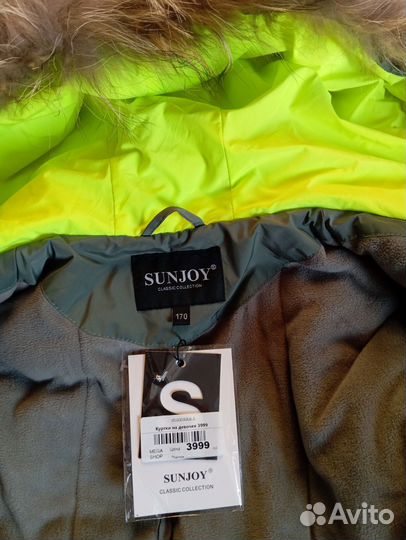 SUNJOY®
CLASSIC COLLECTION
170
S
Куртки на девочек 3999
MEGA SHOP
Цена 3999
SUNJOY®
CLASSIC COLLECTION
Avito